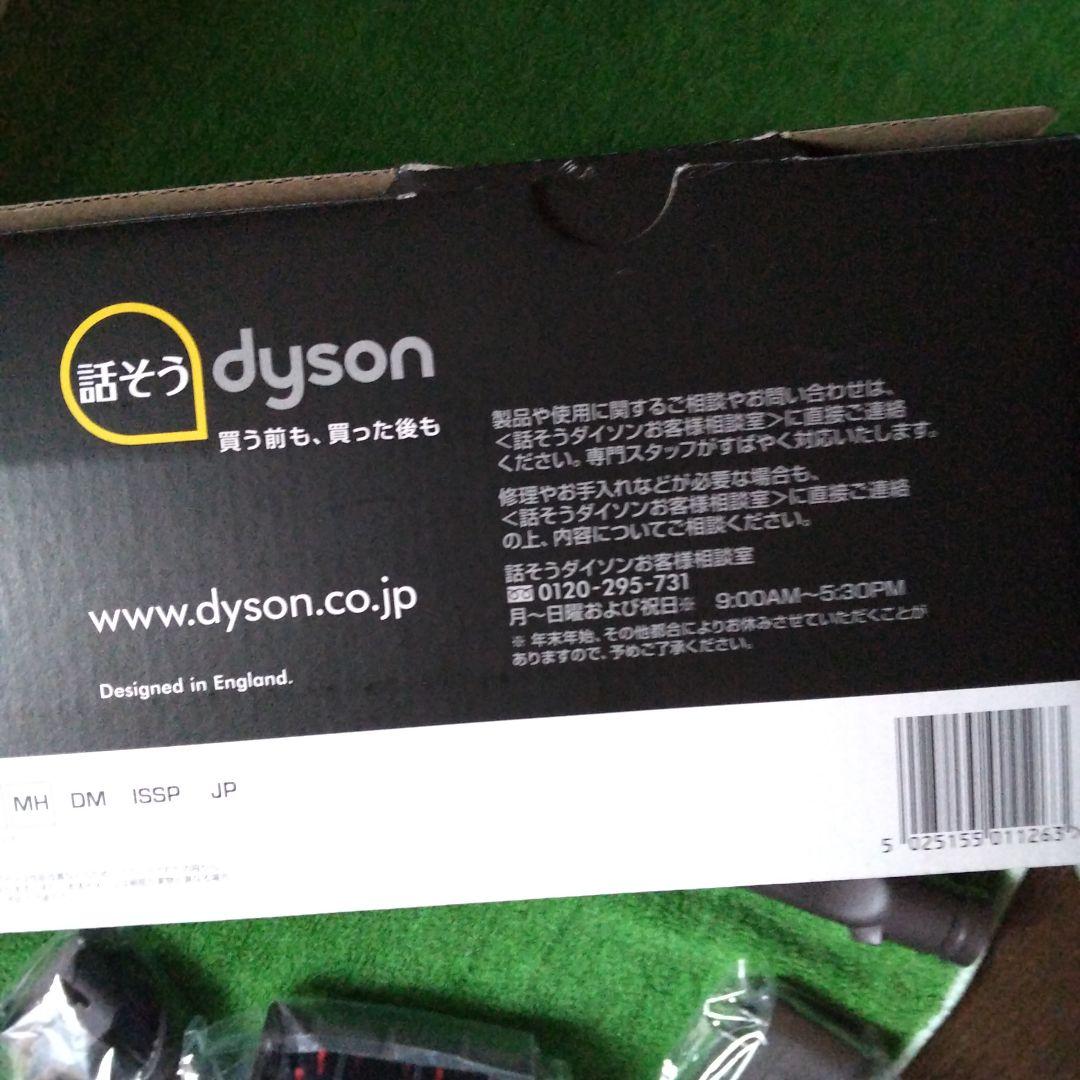 話そう
dyson
買う前も、買った後も
www.dyson.co.jp
Designed in England.
製品や使用に関するご相談やお問い合わせは、
<話そうダイソンお客様相談室>に直接ご連絡
ください。専門スタッフがすばやく対応いたします。
修理やお手入れなどが必要な場合も、
<話そうダイソンお客様相談室>に直接ご連絡
の上、内容についてご相談ください。
話そうダイソンお客様相談室
0120-295-731
月〜日曜および祝日※ 9:00AM〜5:30PM
※ 年末年始、その他都合によりお休みさせていただくことが
ありますので、予めご了承ください。
MH DM ISSP JP
5 025155 011263